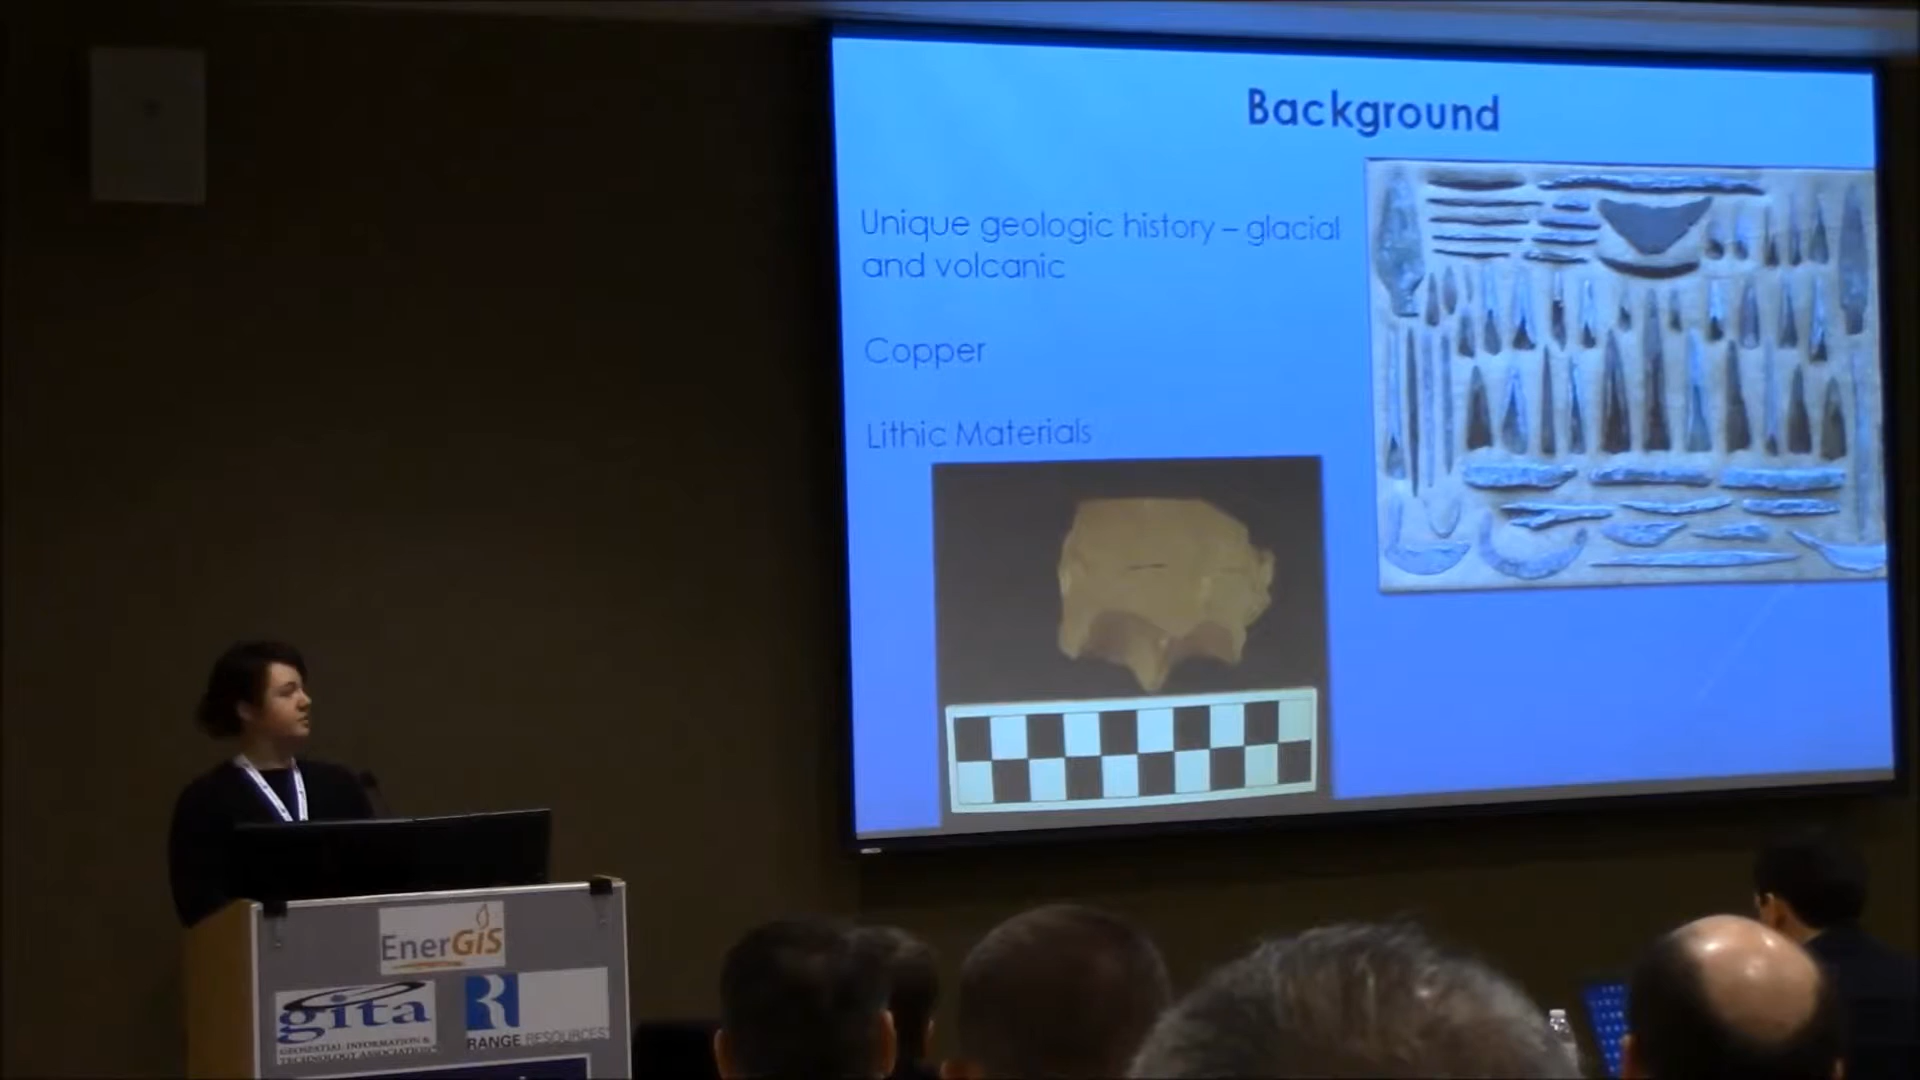 Background
Unique geologic history – glacial
and volcanic
Copper
Lithic Materials
EnerGIS
gita
GEOSPATIAL INFORMATION &
TECHNOLOGY ASSOCIATION
R
RANGE RESOURCES